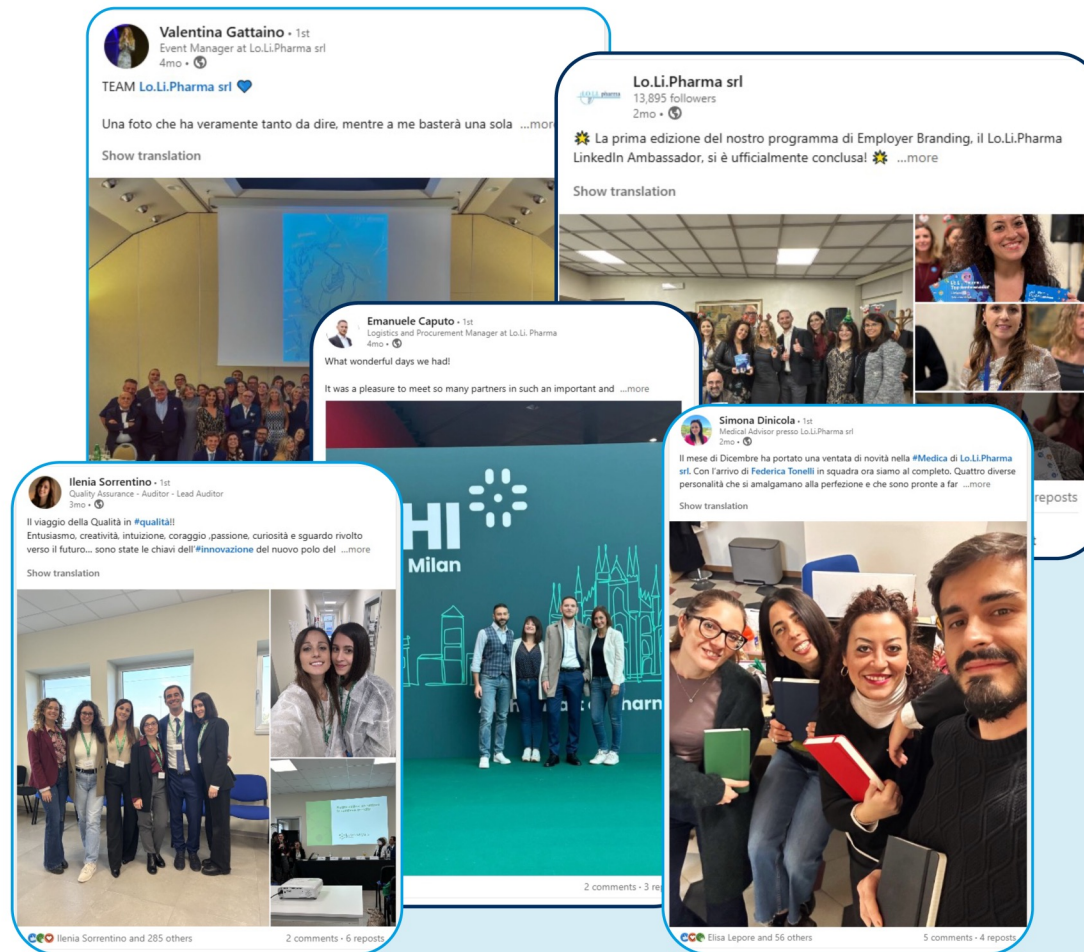 Valentina Gattaino • 1st
Event Manager at Lo.Li.Pharma srl
4mo •
TEAM Lo.Li.Pharma srl 💙
Una foto che ha veramente tanto da dire, mentre a me basterà una sola ...more
Show translation
Lo.Li.Pharma srl
13,895 followers
2mo •
La prima edizione del nostro programma di Employer Branding, il Lo.Li.Pharma
LinkedIn Ambassador, si è ufficialmente conclusa! ...more
Show translation
reposts
Emanuele Caputo • 1st
Logistics and Procurement Manager at Lo.Li. Pharma
4mo •
What wonderful days we had!
It was a pleasure to meet so many partners in such an important and ...more
HI
Milan
2 comments • 3 re
Simona Dinicola • 1st
Medical Advisor presso Lo.Li.Pharma srl
2mo •
Il mese di Dicembre ha portato una ventata di novità nella #Medica di Lo.Li.Pharma
srl. Con l'arrivo di Federica Tonelli in squadra ora siamo al completo. Quattro diverse
personalità che si amalgamano alla perfezione e che sono pronte a far ...more
Show translation
Elisa Lepore and 56 others
5 comments • 4 reposts
Ilenia Sorrentino • 1st
Quality Assurance - Auditor - Lead Auditor
3mo •
Il viaggio della Qualità in #qualità!!
Entusiasmo, creatività, intuizione, coraggio ,passione, curiosità e sguardo rivolto
verso il futuro... sono state le chiavi dell'#innovazione del nuovo polo del ...more
Show translation
Ilenia Sorrentino and 285 others
2 comments • 6 reposts